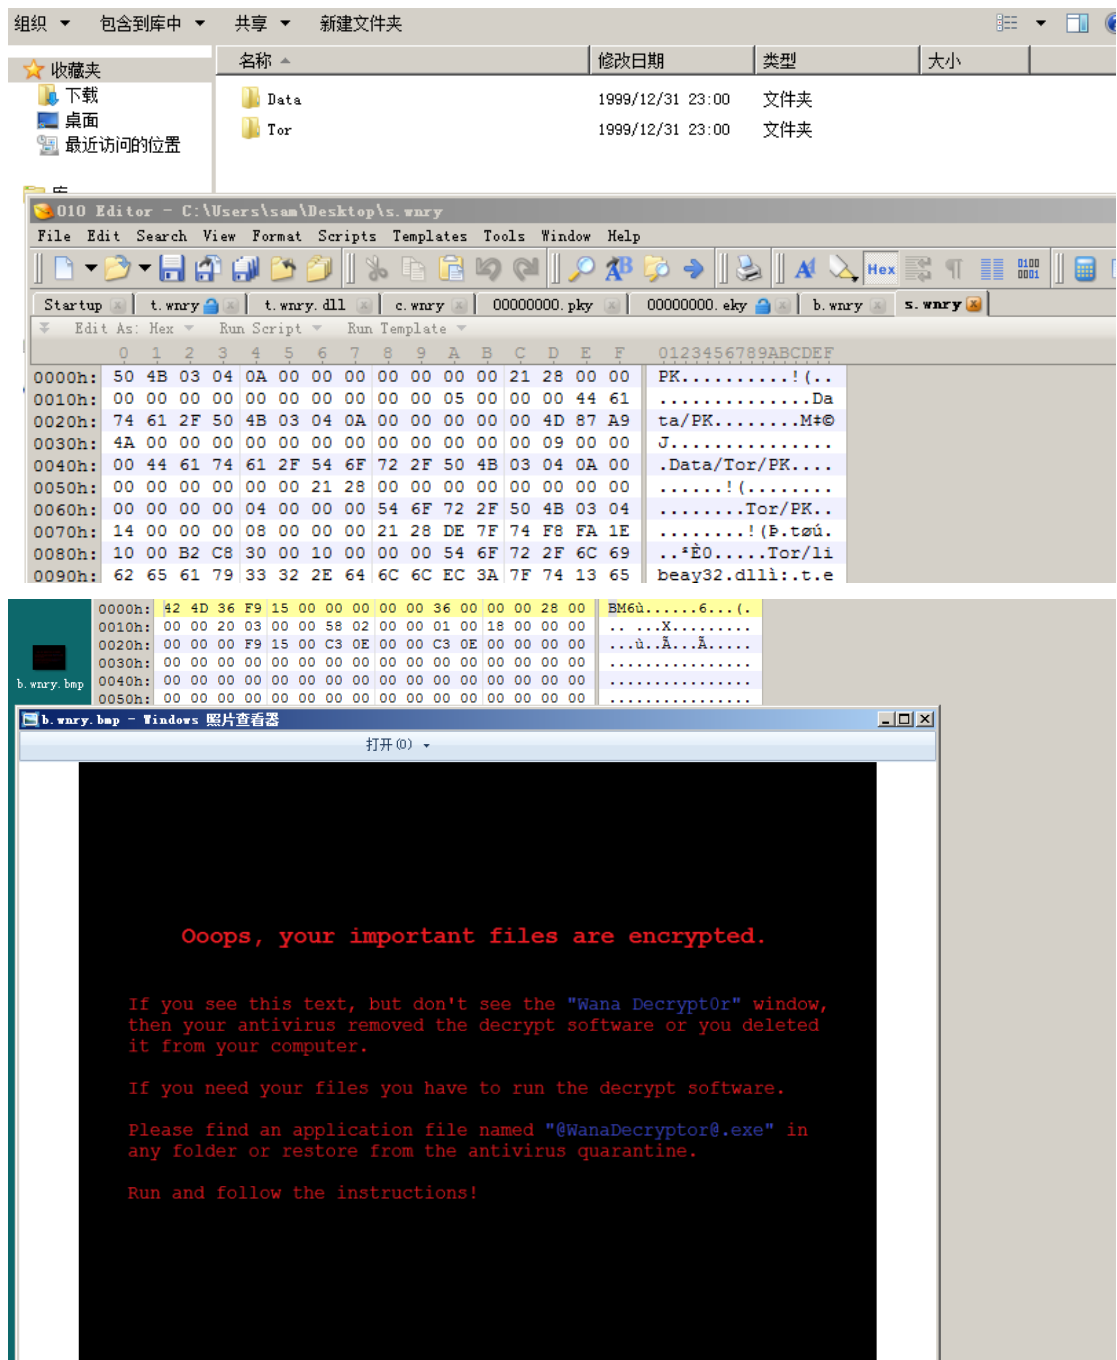 组织 包含到库中 共享 新建文件夹
收藏夹 名称 修改日期 类型 大小
下载 Data 1999/12/31 23:00 文件夹
桌面 Tor 1999/12/31 23:00 文件夹
最近访问的位置
010 Editor - C:\Users\sam\Desktop\s.wnry
File Edit Search View Format Scripts Templates Tools Window Help
Hex
Startup t.wnry t.wnry.dll c.wnry 00000000.pky 00000000.eky b.wnry s.wnry
Edit As: Hex Run Script Run Template
0 1 2 3 4 5 6 7 8 9 A B C D E F 0123456789ABCDEF
0000h: 50 4B 03 04 0A 00 00 00 00 00 00 00 21 28 00 00 PK..........!(..
0010h: 00 00 00 00 00 00 00 00 00 00 05 00 00 00 44 61 ..............Da
0020h: 74 61 2F 50 4B 03 04 0A 00 00 00 00 00 4D 87 A9 ta/PK........M‡©
0030h: 4A 00 00 00 00 00 00 00 00 00 00 00 00 09 00 00 J...............
0040h: 00 44 61 74 61 2F 54 6F 72 2F 50 4B 03 04 0A 00 .Data/Tor/PK....
0050h: 00 00 00 00 00 00 21 28 00 00 00 00 00 00 00 00 ......!(........
0060h: 00 00 00 00 04 00 00 00 54 6F 72 2F 50 4B 03 04 ........Tor/PK..
0070h: 14 00 00 00 08 00 00 00 21 28 DE 7F 74 F8 FA 1E ........!(Þ.tøú.
0080h: 10 00 B2 C8 30 00 10 00 00 00 54 6F 72 2F 6C 69 ..²È0.....Tor/li
0090h: 62 65 61 79 33 32 2E 64 6C 6C EC 3A 7F 74 13 65 beay32.dllì:.t.e
0000h: 42 4D 36 F9 15 00 00 00 00 00 36 00 00 00 28 00 BM6ù......6...(.
0010h: 00 00 20 03 00 00 58 02 00 00 01 00 18 00 00 00 .. ...X.........
0020h: 00 00 00 F9 15 00 C3 0E 00 00 C3 0E 00 00 00 00 ...ù..Ã...Ã.....
0030h: 00 00 00 00 00 00 00 00 00 00 00 00 00 00 00 00 ................
0040h: 00 00 00 00 00 00 00 00 00 00 00 00 00 00 00 00 ................
0050h: 00 00 00 00 00 00 00 00 00 00 00 00 00 00 00 00 ................
b.wnry.bmp
b.wnry.bmp - Windows 照片查看器
打开(O)
Ooops, your important files are encrypted.
If you see this text, but don't see the "Wana Decrypt0r" window,
then your antivirus removed the decrypt software or you deleted
it from your computer.
If you need your files you have to run the decrypt software.
Please find an application file named "@WanaDecryptor@.exe" in
any folder or restore from the antivirus quarantine.
Run and follow the instructions!